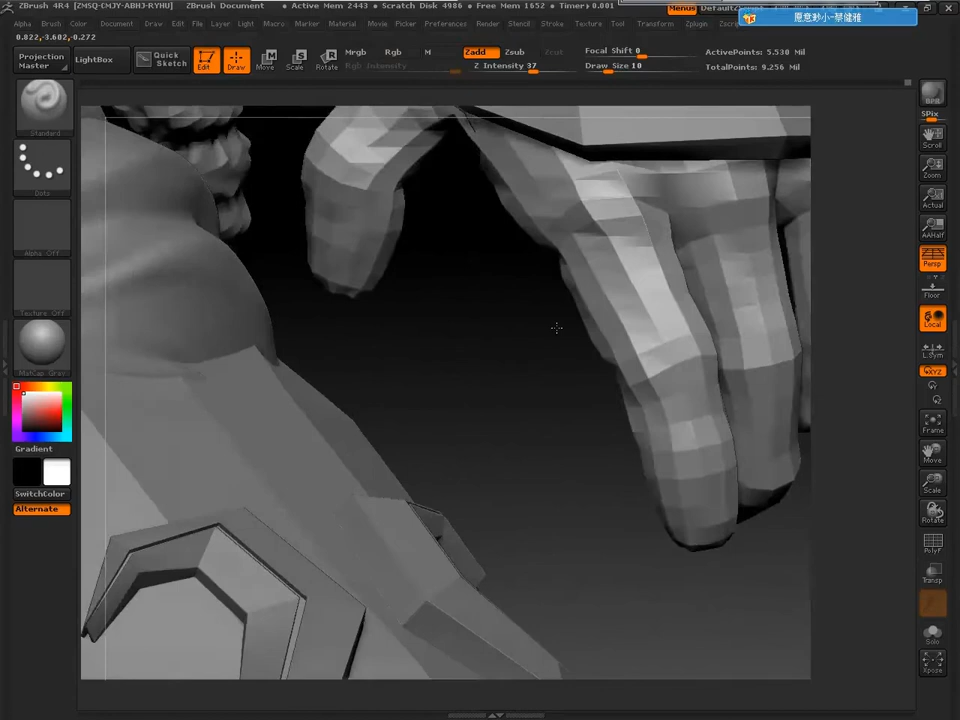 ZBrush 4R4 [ZMSQ-CMJY-ABHJ-RYHU] ZBrush Document • Active Mem 2443 • Scratch Disk 4986 • Free Mem 1652 • Timer▸0.001 Menus
愿意
小-蔡健雅
Alpha Brush Color Document Draw Edit File Layer Light Macro Marker Material Movie Picker Preferences Render Stencil Stroke Texture Tool Transform Zplugin
0.822,-3.602,-0.272
Projection Master
LightBox
Quick Sketch
Edit
Draw
Move
Scale
Rotate
Mrgb Rgb M
Rgb Intensity
Zadd Zsub Zcut
Z Intensity 37
Focal Shift 0
Draw Size 10
ActivePoints: 5.530 Mil
TotalPoints: 9.256 Mil
Standard
Dots
Alpha Off
Texture Off
MatCap Gray
Gradient
SwitchColor
Alternate
BPR
SPix
Scroll
Zoom
Actual
AAHalf
Persp
Floor
Local
L.Sym
XYZ
Frame
Move
Scale
Rotate
PolyF
Transp
Solo
Xpose